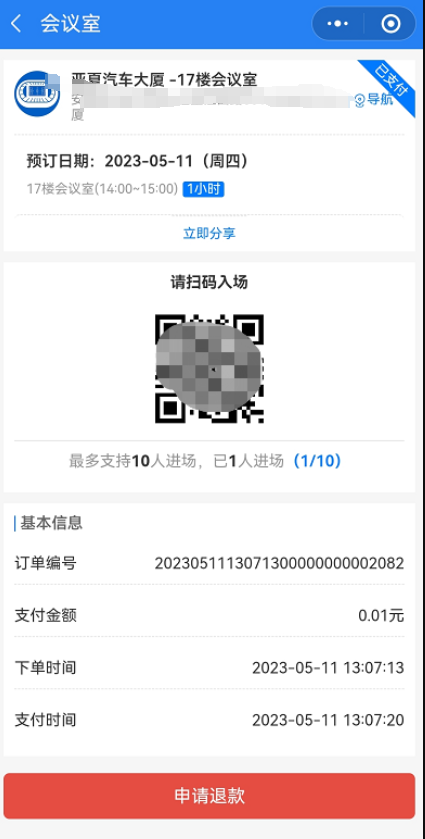 会议室
亚夏汽车大厦 -17楼会议室
已支付
安
厦
导航
预订日期：2023-05-11（周四）
17楼会议室(14:00~15:00) 1小时
立即分享
请扫码入场
最多支持10人进场，已1人进场（1/10）
基本信息
订单编号 2023051113071300000000002082
支付金额 0.01元
下单时间 2023-05-11 13:07:13
支付时间 2023-05-11 13:07:20
申请退款